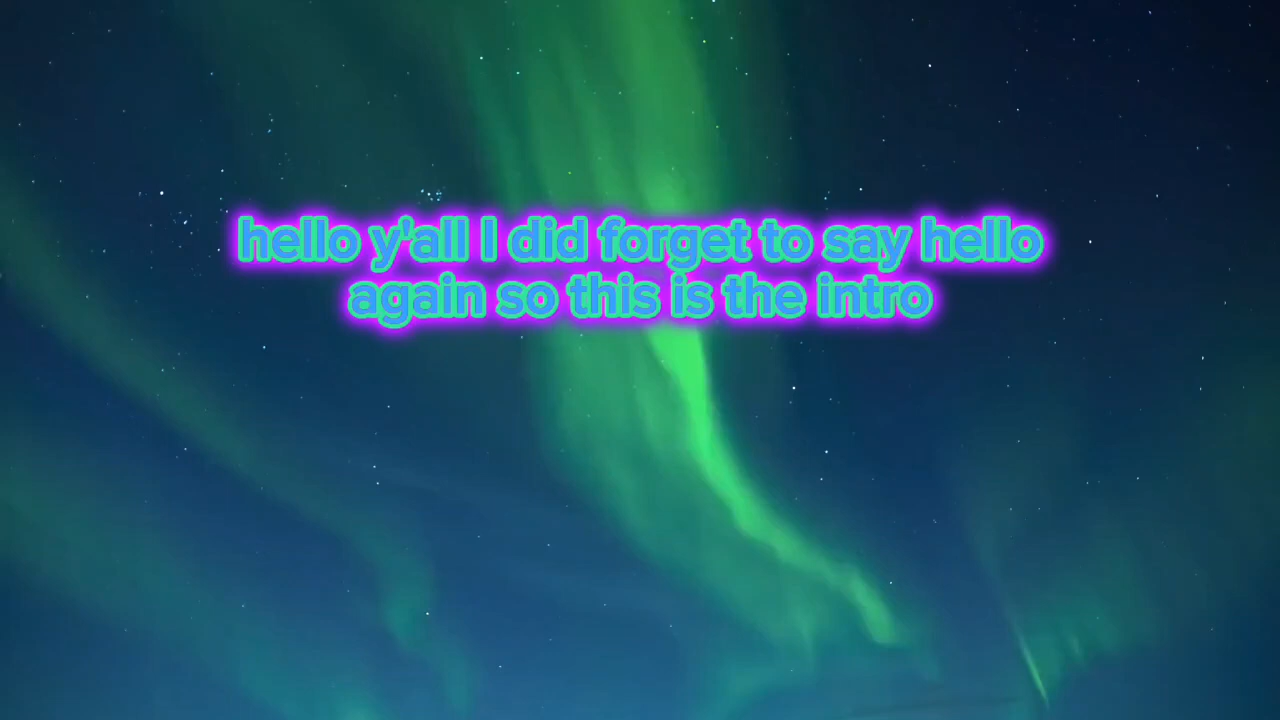 hello y'all I did forget to say hello
again so this is the intro